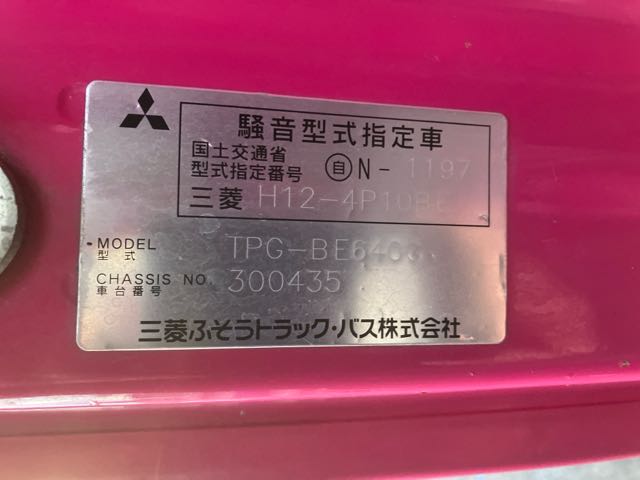 騒音型式指定車
国土交通省
型式指定番号 自 N- 1197
三菱 H12-4P10
MODEL TPG-BE640
型式
CHASSIS NO. 300435
車台番号
三菱ふそうトラック・バス株式会社